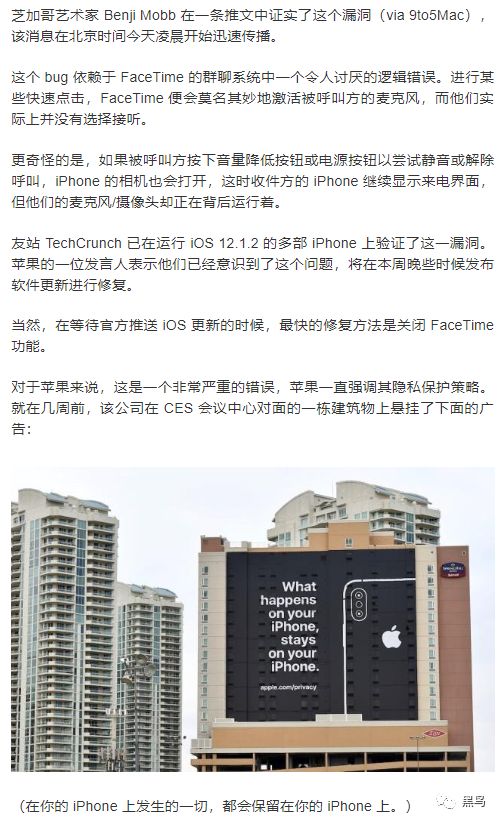 芝加哥艺术家 Benji Mobb 在一条推文中证实了这个漏洞（via 9to5Mac），
该消息在北京时间今天凌晨开始迅速传播。
这个 bug 依赖于 FaceTime 的群聊系统中一个令人讨厌的逻辑错误。进行某
些快速点击，FaceTime 便会莫名其妙地激活被呼叫方的麦克风，而他们实
际上并没有选择接听。
更奇怪的是，如果被呼叫方按下音量降低按钮或电源按钮以尝试静音或解除
呼叫，iPhone 的相机也会打开，这时收件方的 iPhone 继续显示来电界面，
但他们的麦克风/摄像头却正在背后运行着。
友站 TechCrunch 已在运行 iOS 12.1.2 的多部 iPhone 上验证了这一漏洞。
苹果的一位发言人表示他们已经意识到了这个问题，将在本周晚些时候发布
软件更新进行修复。
当然，在等待官方推送 iOS 更新的时候，最快的修复方法是关闭 FaceTime
功能。
对于苹果来说，这是一个非常严重的错误，苹果一直强调其隐私保护策略。
就在几周前，该公司在 CES 会议中心对面的一栋建筑物上悬挂了下面的广
告：
What
happens
on your
iPhone,
stays
on your
iPhone.
apple.com/privacy
（在你的 iPhone 上发生的一切，都会保留在你的 iPhone 上。）
黑鸟